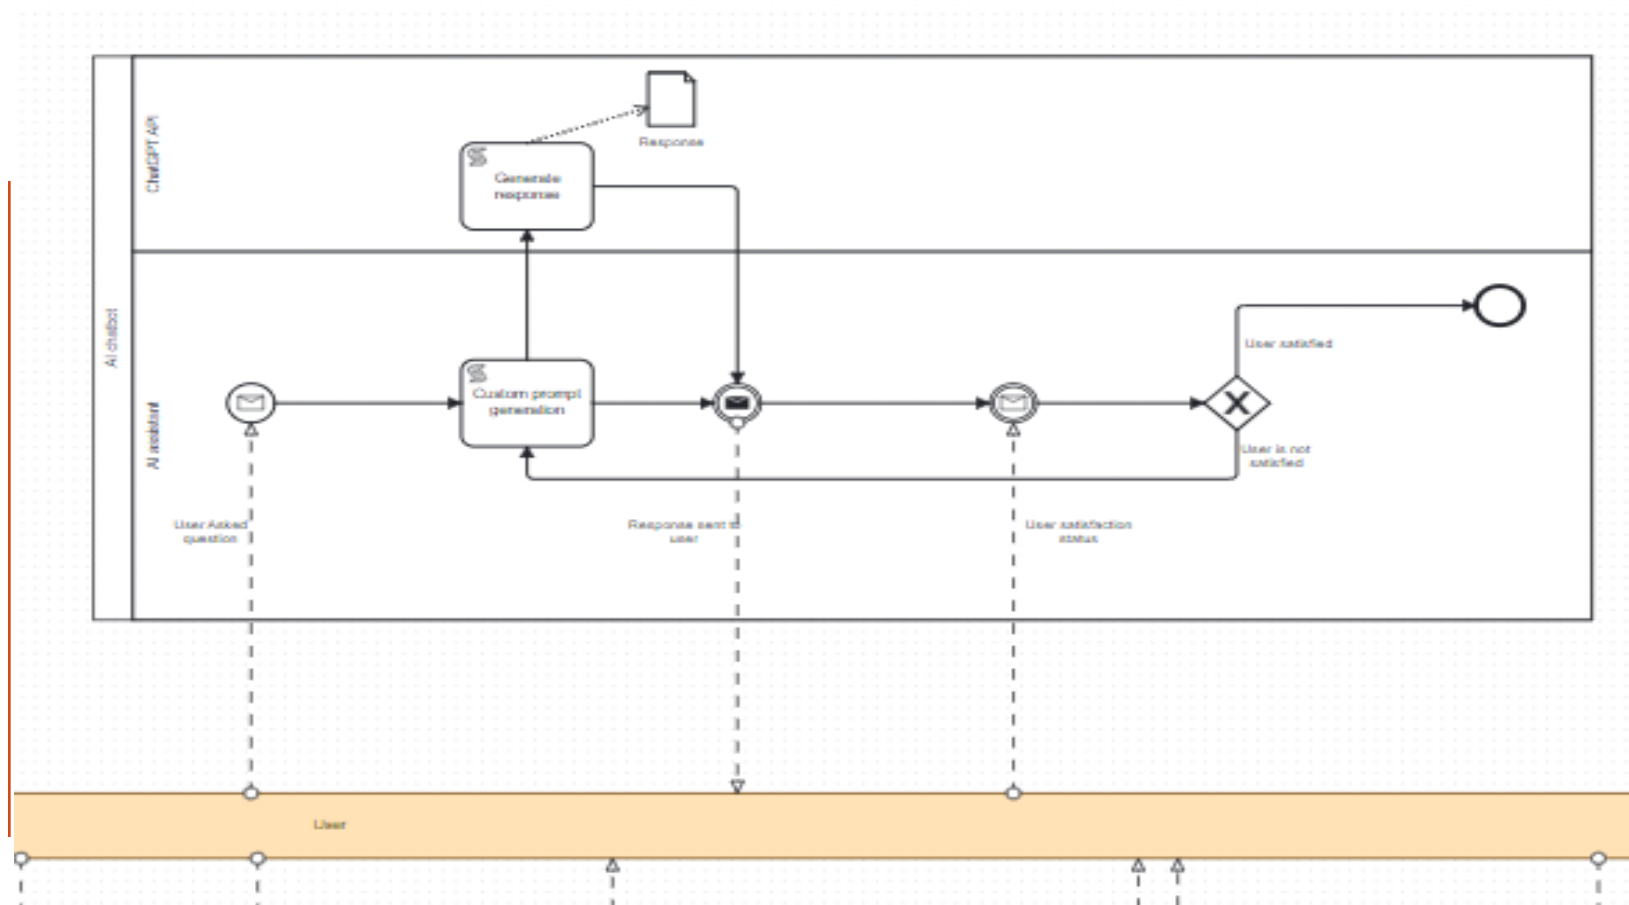 ChatGPT API
Response
Generate
response
AI chatbot
AI assistant
Custom prompt
generation
User satisfied
User is not
satisfied
User Asked
question
Response sent to
user
User satisfaction
status
User